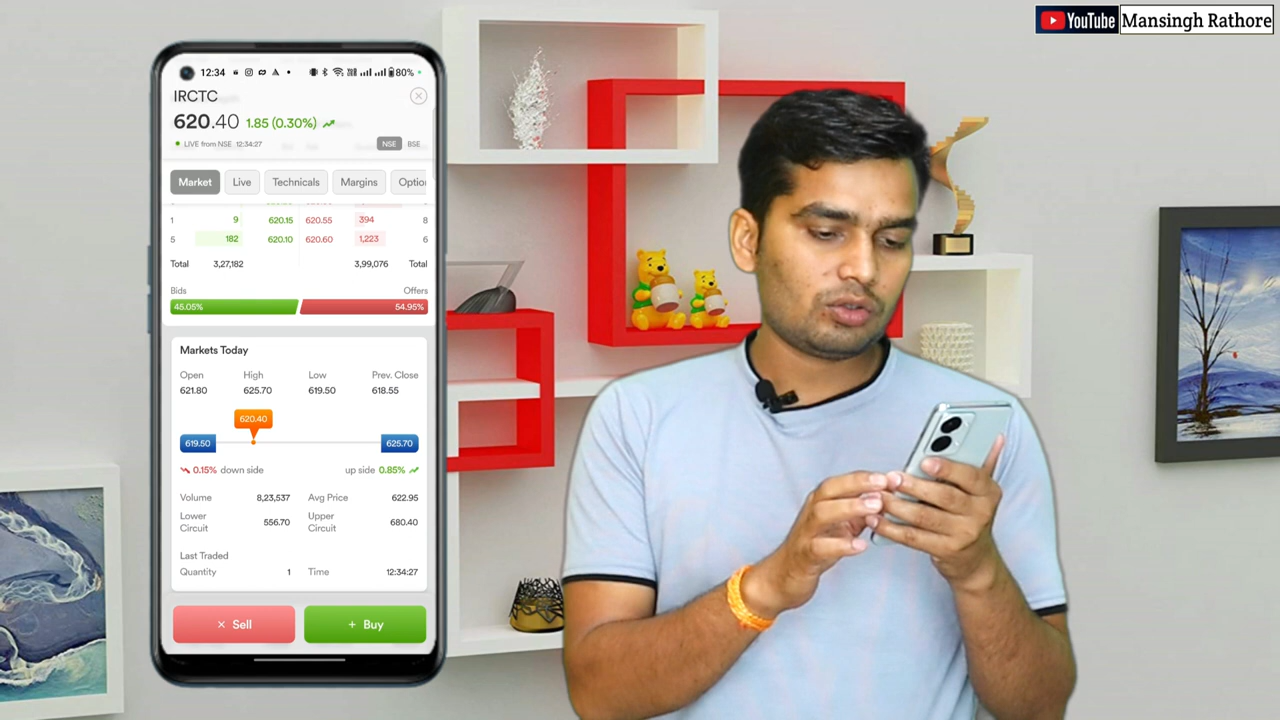 YouTube Mansingh Rathore
12:34 80%
IRCTC
620.40 1.85 (0.30%)
LIVE from NSE 12:34:27 NSE BSE
Market Live Technicals Margins Optio
1 9 620.15 620.55 394 8
5 182 620.10 620.60 1,223 6
Total 3,27,182 3,99,076 Total
Bids Offers
45.05% 54.95%
Markets Today
Open High Low Prev. Close
621.80 625.70 619.50 618.55
620.40
619.50 625.70
0.15% down side up side 0.85%
Volume 8,23,537 Avg Price 622.95
Lower Circuit 556.70 Upper Circuit 680.40
Last Traded
Quantity 1 Time 12:34:27
× Sell + Buy